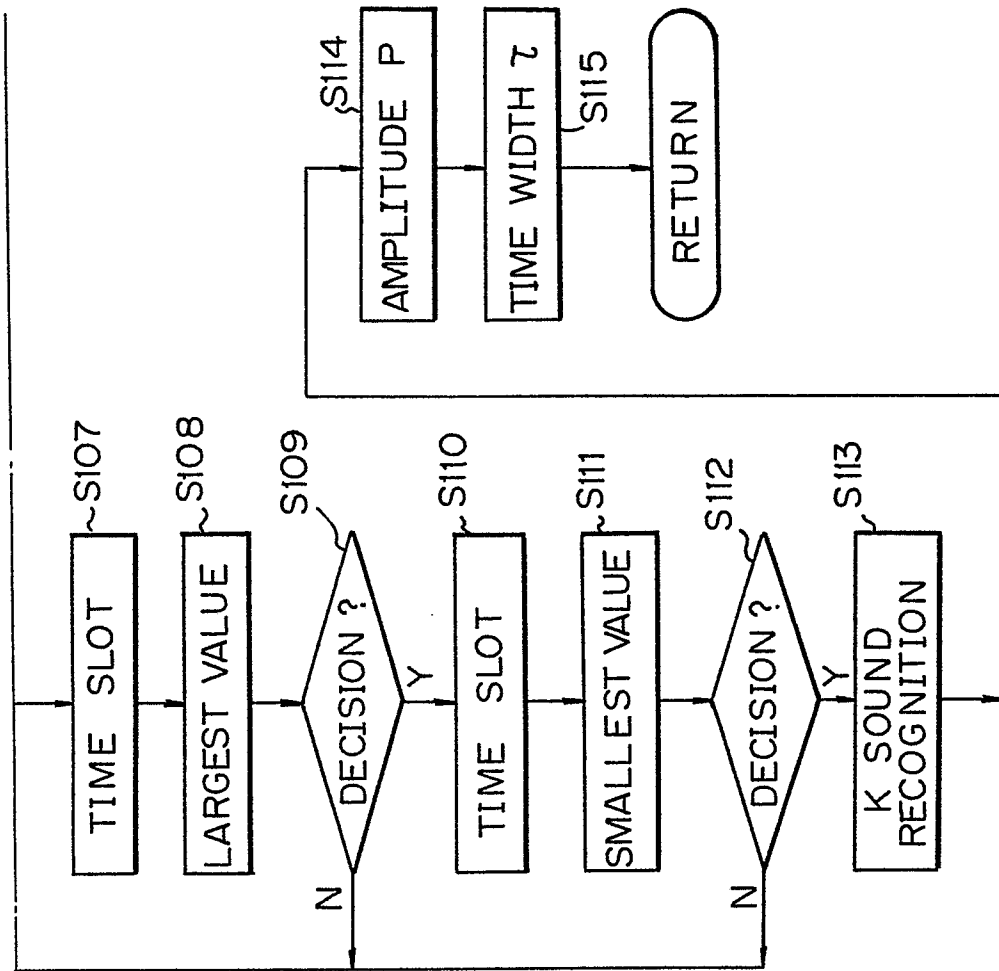 S107
TIME SLOT
S108
LARGEST VALUE
S109
DECISION ?
N
Y
S110
TIME SLOT
S111
SMALLEST VALUE
S112
DECISION ?
N
Y
S113
K SOUND
RECOGNITION
S114
AMPLITUDE P
TIME WIDTH τ
S115
RETURN